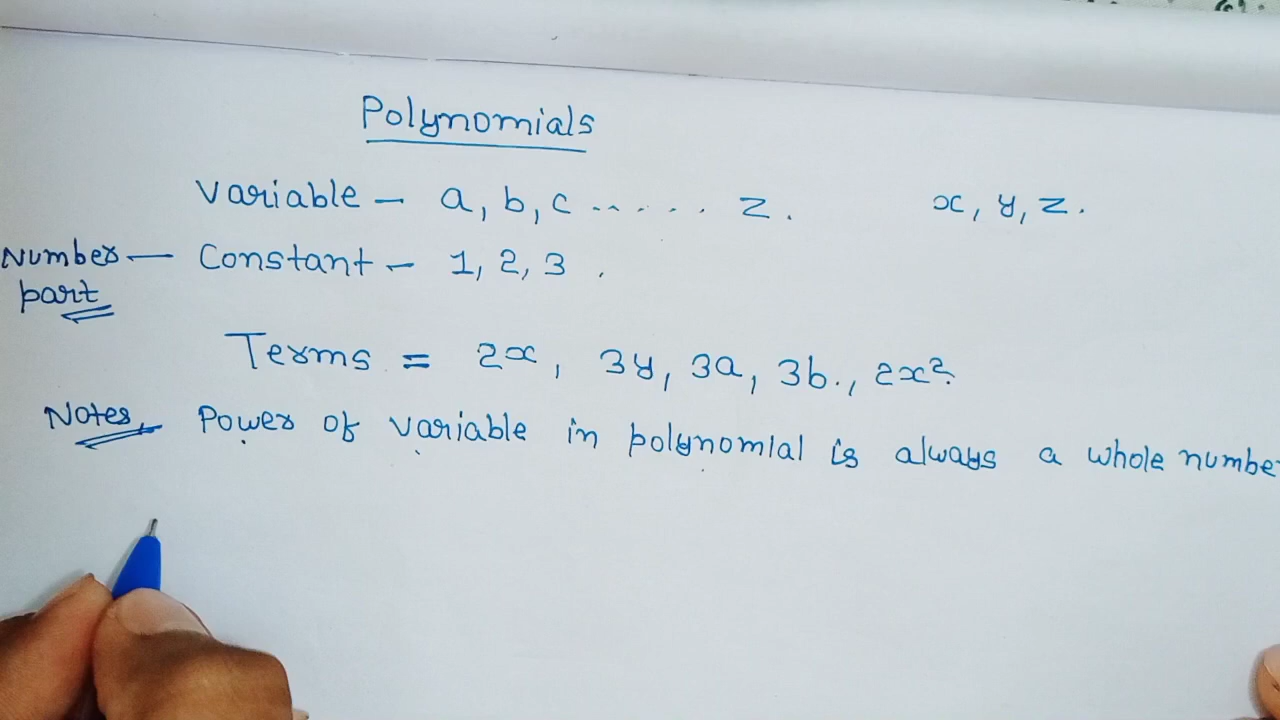 Polynomials
Variable - a, b, c ...... z. x, y, z.
Number part - Constant - 1, 2, 3 .
Terms = 2x, 3y, 3a, 3b., 2x².
Notes, Power of variable in polynomial is always a whole numbe